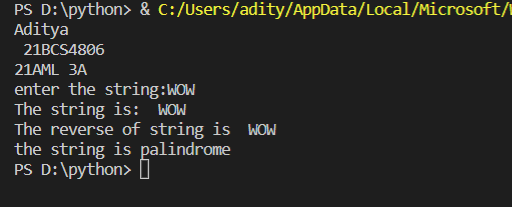 PS D:\python> & C:/Users/adity/AppData/Local/Microsoft/
Aditya
 21BCS4806
21AML 3A
enter the string:WOW
The string is:  WOW
The reverse of string is  WOW
the string is palindrome
PS D:\python>